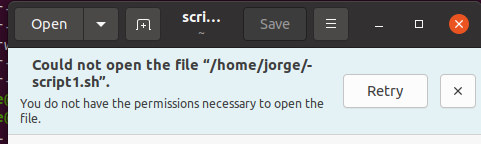 Open
scri...
~
Save
Could not open the file “/home/jorge/-
script1.sh”.
You do not have the permissions necessary to open the
file.
Retry